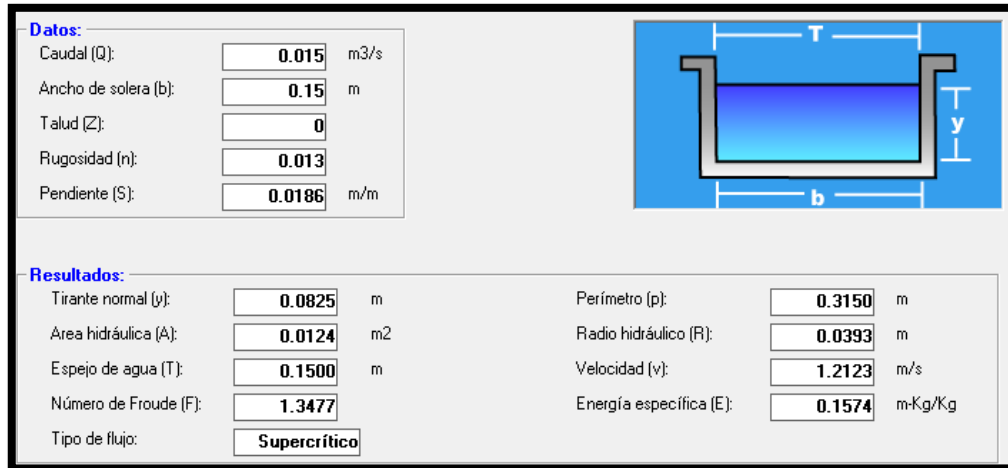 Datos:
Caudal (Q): 0.015 m3/s
Ancho de solera (b): 0.15 m
Talud (Z): 0
Rugosidad (n): 0.013
Pendiente (S): 0.0186 m/m
T
y
b
Resultados:
Tirante normal (y): 0.0825 m Perímetro (p): 0.3150 m
Area hidráulica (A): 0.0124 m2 Radio hidráulico (R): 0.0393 m
Espejo de agua (T): 0.1500 m Velocidad (v): 1.2123 m/s
Número de Froude (F): 1.3477 Energía específica (E): 0.1574 m-Kg/Kg
Tipo de flujo: Supercrítico